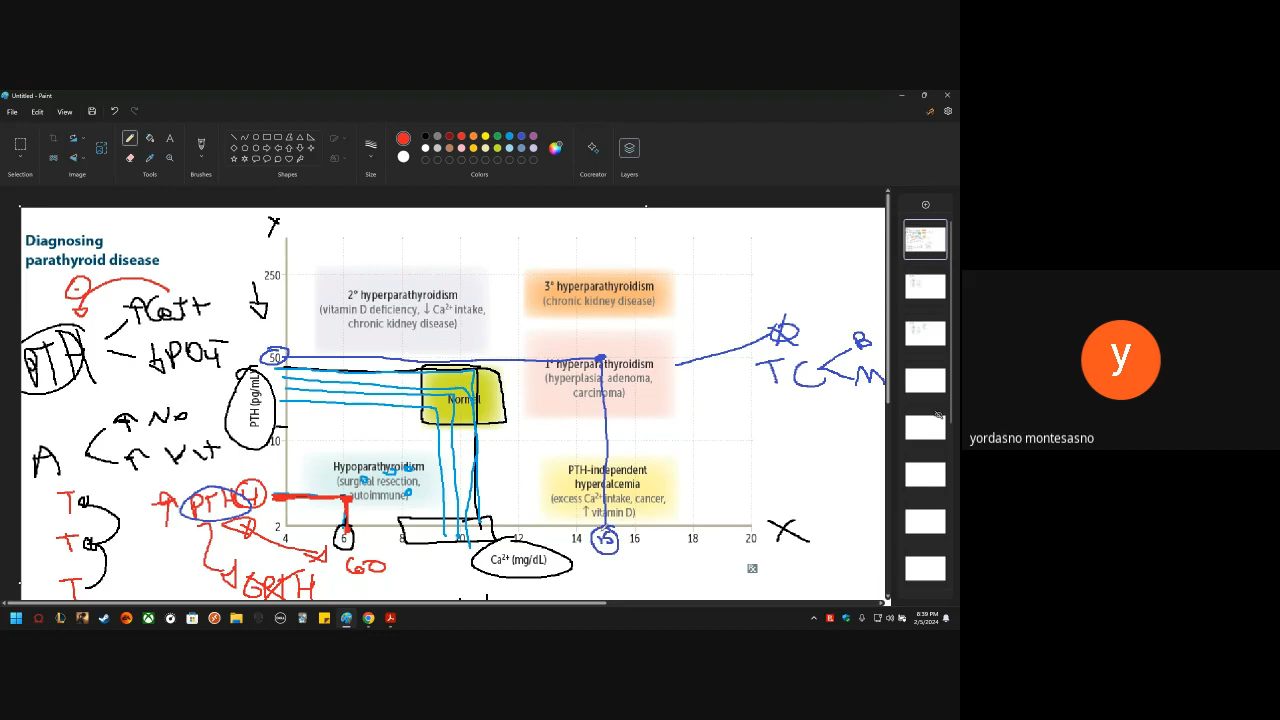 Untitled - Paint
File Edit View
Selection Image Tools Brushes Shapes Size Colors Cocreator Layers
Diagnosing
parathyroid disease
Y
250
50
10
2
PTH (pg/mL)
2° hyperparathyroidism
(vitamin D deficiency, ↓ Ca²⁺ intake,
chronic kidney disease)
3° hyperparathyroidism
(chronic kidney disease)
1° hyperparathyroidism
(hyperplasia, adenoma,
carcinoma)
Normal
Hypoparathyroidism
(surgical resection,
autoimmune)
PTH-independent
hypercalcemia
(excess Ca²⁺ intake, cancer,
↑ vitamin D)
4 6 8 10 12 14 15 16 18 20
X
Ca²⁺ (mg/dL)
PTH
↑Ca++
↓PO4
A
T
T
T
↑ PTH
60
T C
B
M
y
yordasno montesasno
8:39 PM
2/5/2024